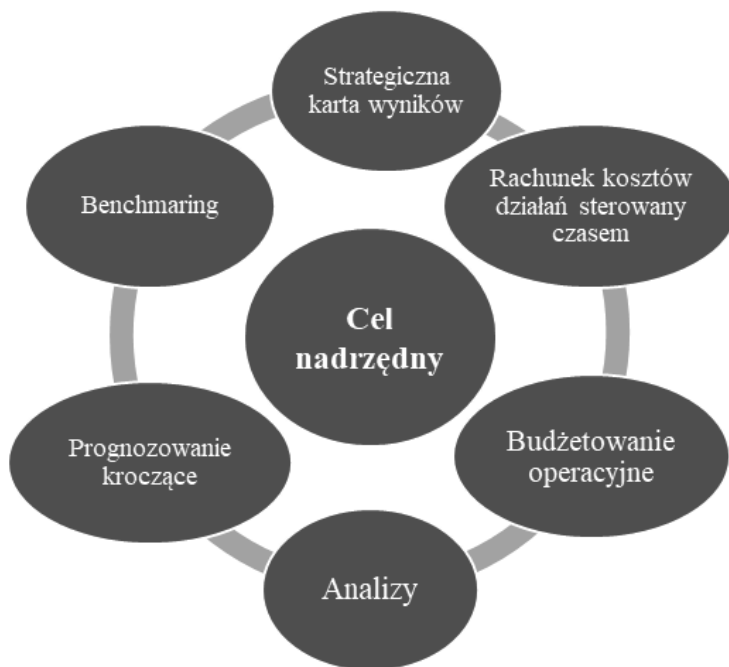 Strategiczna
karta wyników
Rachunek kosztów
działań sterowany
czasem
Benchmaring
Cel
nadrzędny
Prognozowanie
kroczące
Budżetowanie
operacyjne
Analizy